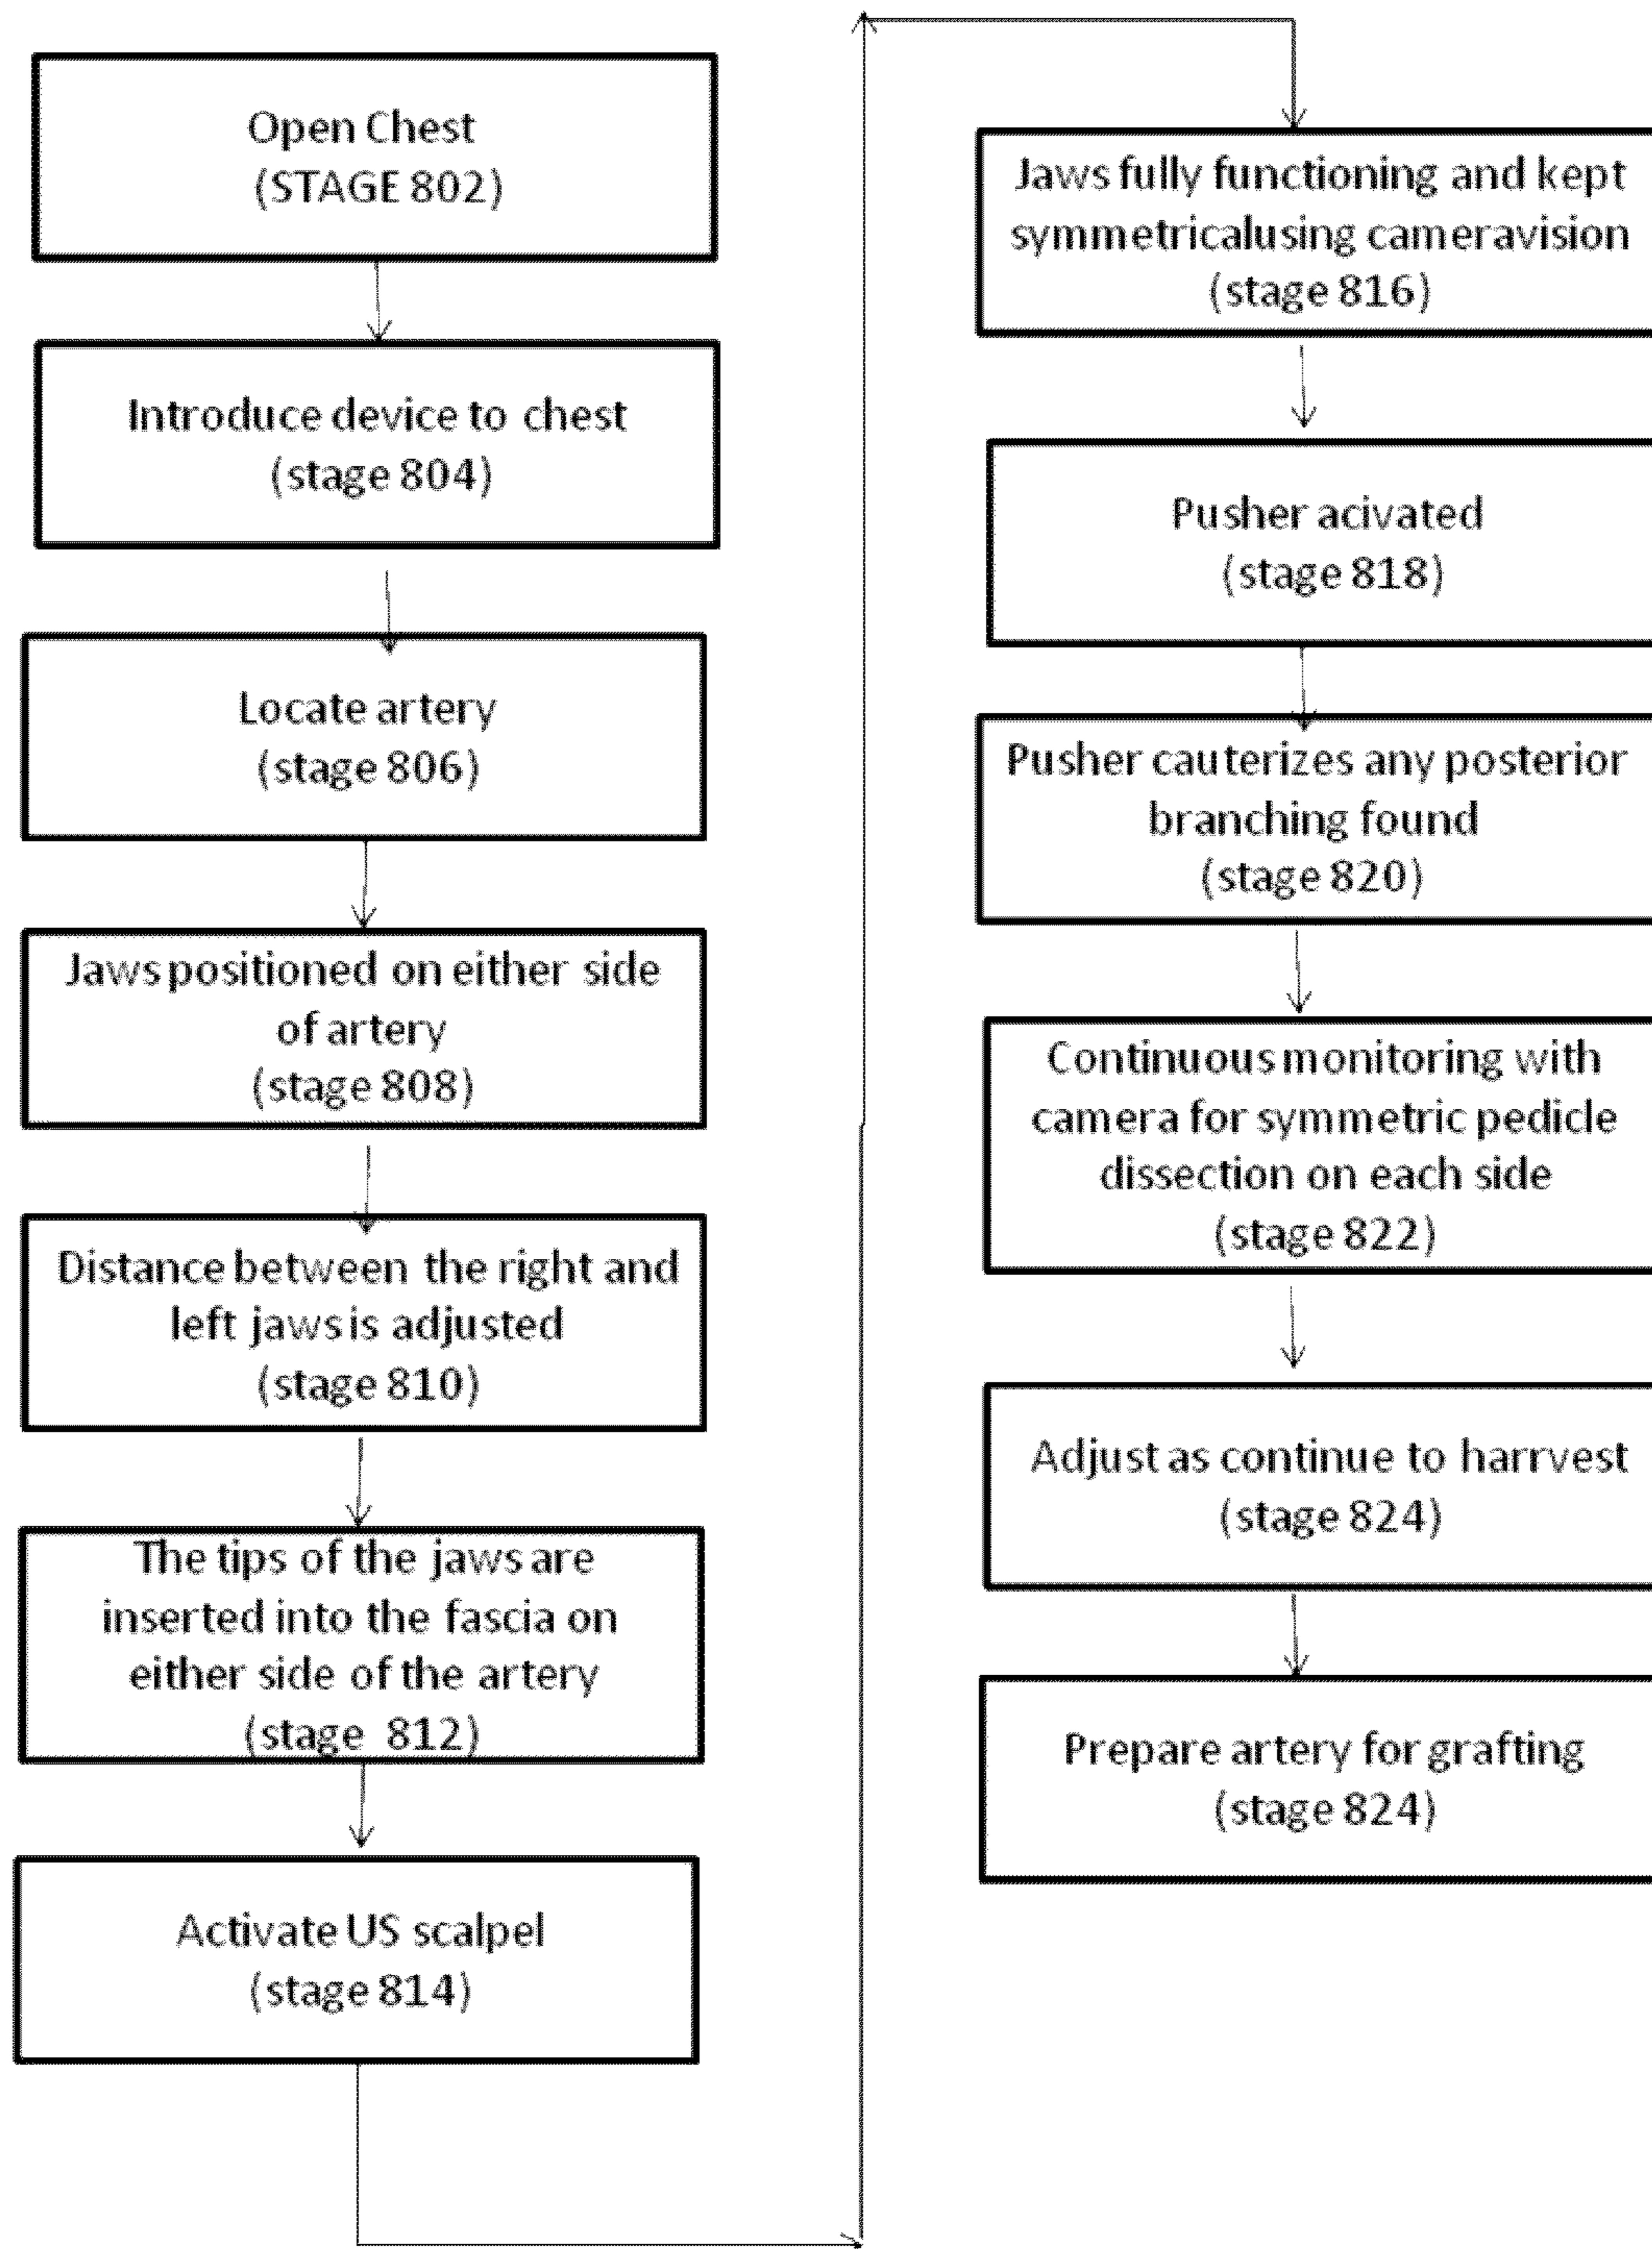 Open Chest
(STAGE 802)
Introduce device to chest
(stage 804)
Locate artery
(stage 806)
Jaws positioned on either side
of artery
(stage 808)
Distance between the right and
left jaws is adjusted
(stage 810)
The tips of the jaws are
inserted into the fascia on
either side of the artery
(stage 812)
Activate US scalpel
(stage 814)
Jaws fully functioning and kept
symmetricalusing cameravision
(stage 816)
Pusher acivated
(stage 818)
Pusher cauterizes any posterior
branching found
(stage 820)
Continuous monitoring with
camera for symmetric pedicle
dissection on each side
(stage 822)
Adjust as continue to harrvest
(stage 824)
Prepare artery for grafting
(stage 824)